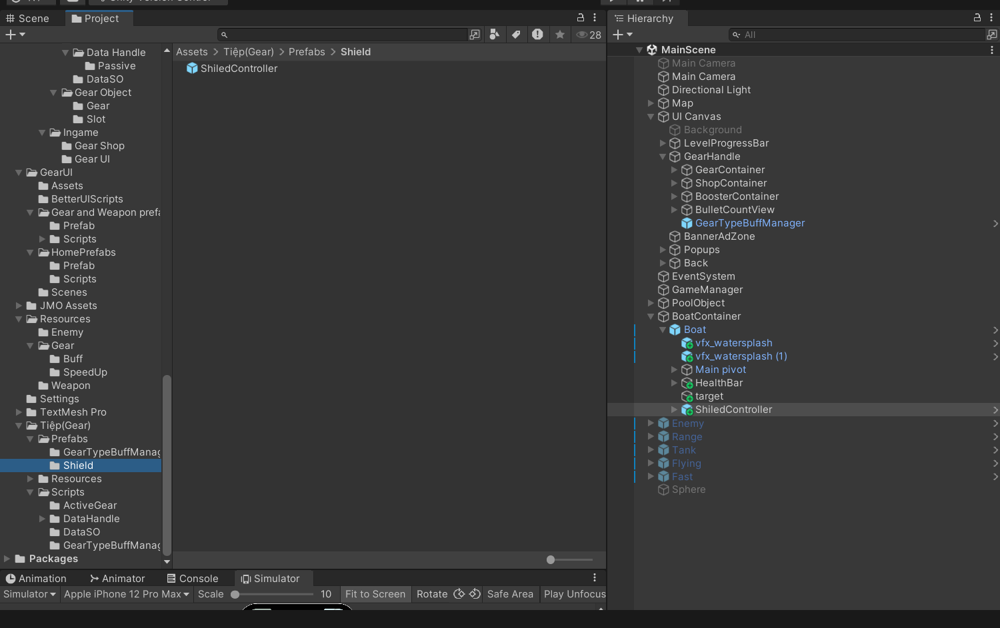 Scene
Project
28
Data Handle
Passive
DataSO
Gear Object
Gear
Slot
Ingame
Gear Shop
Gear UI
GearUI
Assets
BetterUIScripts
Gear and Weapon prefa
Prefab
Scripts
HomePrefabs
Prefab
Scripts
Scenes
JMO Assets
Resources
Enemy
Gear
Buff
SpeedUp
Weapon
Settings
TextMesh Pro
Tiệp(Gear)
Prefabs
GearTypeBuffManag
Shield
Resources
Scripts
ActiveGear
DataHandle
DataSO
GearTypeBuffManag
Packages
Assets > Tiệp(Gear) > Prefabs > Shield
ShiledController
Hierarchy
All
MainScene
Main Camera
Main Camera
Directional Light
Map
UI Canvas
Background
LevelProgressBar
GearHandle
GearContainer
ShopContainer
BoosterContainer
BulletCountView
GearTypeBuffManager
BannerAdZone
Popups
Back
EventSystem
GameManager
PoolObject
BoatContainer
Boat
vfx_watersplash
vfx_watersplash (1)
Main pivot
HealthBar
target
ShiledController
Enemy
Range
Tank
Flying
Fast
Sphere
Animation
Animator
Console
Simulator
Simulator
Apple iPhone 12 Pro Max
Scale
10
Fit to Screen
Rotate
Safe Area
Play Unfocus